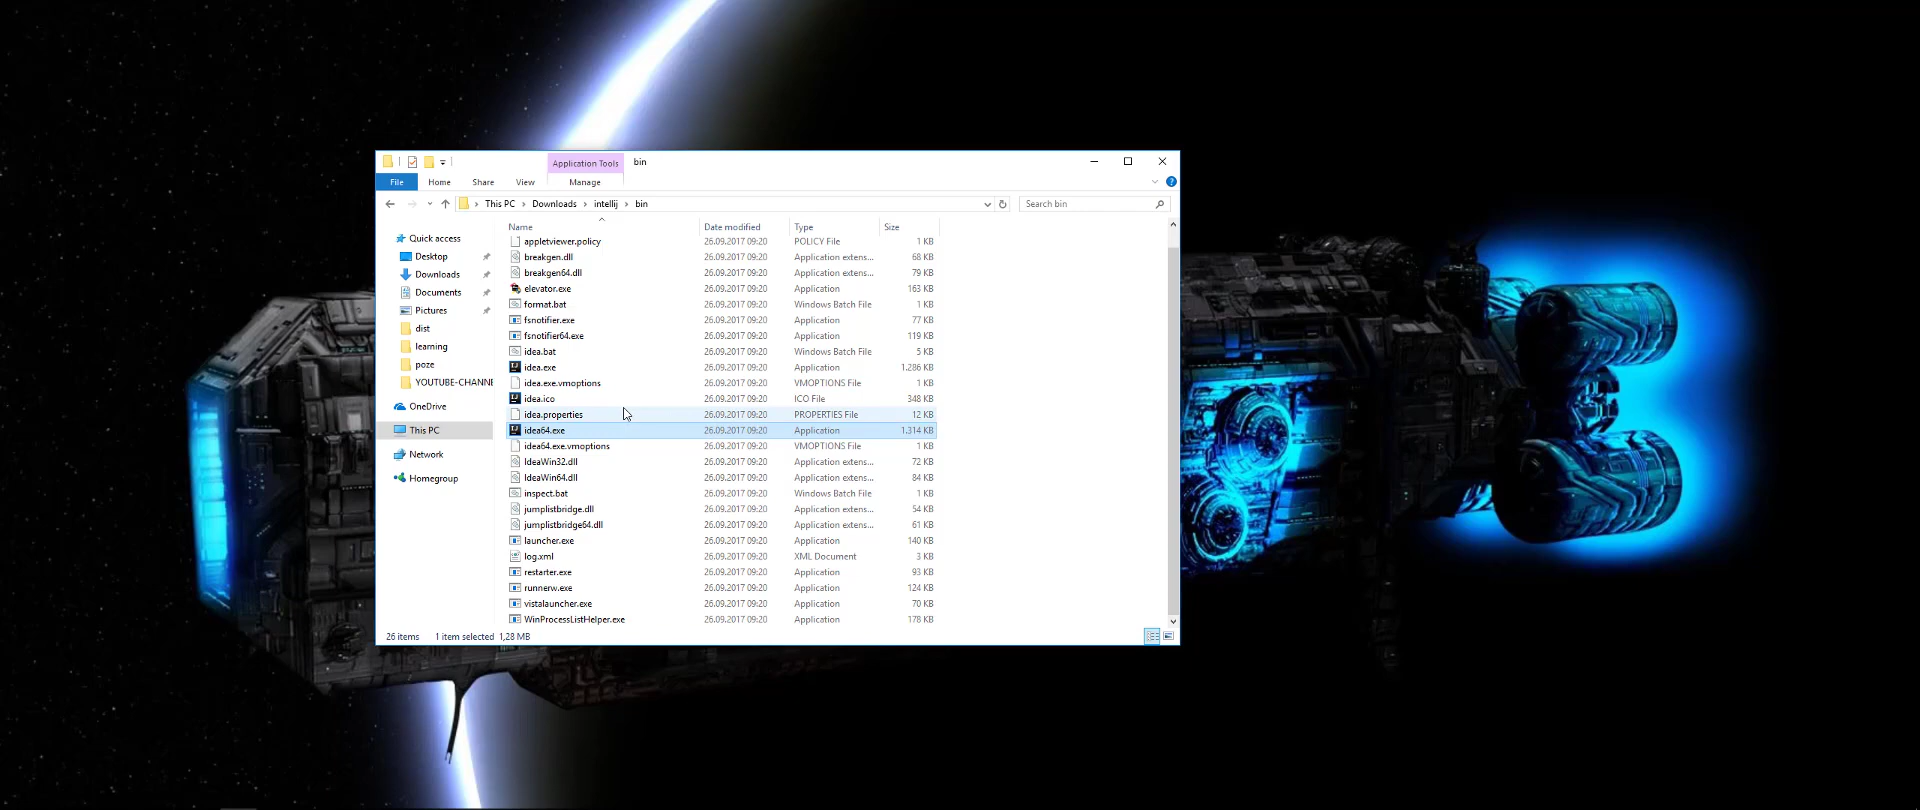 Application Tools bin
File Home Share View Manage
This PC Downloads intellij bin Search bin
Name Date modified Type Size
Quick access
Desktop
Downloads
Documents
Pictures
dist
learning
poze
YOUTUBE-CHANNE
OneDrive
This PC
Network
Homegroup
appletviewer.policy 26.09.2017 09:20 POLICY File 1 KB
breakgen.dll 26.09.2017 09:20 Application extens... 68 KB
breakgen64.dll 26.09.2017 09:20 Application extens... 79 KB
elevator.exe 26.09.2017 09:20 Application 163 KB
format.bat 26.09.2017 09:20 Windows Batch File 1 KB
fsnotifier.exe 26.09.2017 09:20 Application 77 KB
fsnotifier64.exe 26.09.2017 09:20 Application 119 KB
idea.bat 26.09.2017 09:20 Windows Batch File 5 KB
idea.exe 26.09.2017 09:20 Application 1.286 KB
idea.exe.vmoptions 26.09.2017 09:20 VMOPTIONS File 1 KB
idea.ico 26.09.2017 09:20 ICO File 348 KB
idea.properties 26.09.2017 09:20 PROPERTIES File 12 KB
idea64.exe 26.09.2017 09:20 Application 1.314 KB
idea64.exe.vmoptions 26.09.2017 09:20 VMOPTIONS File 1 KB
IdeaWin32.dll 26.09.2017 09:20 Application extens... 72 KB
IdeaWin64.dll 26.09.2017 09:20 Application extens... 84 KB
inspect.bat 26.09.2017 09:20 Windows Batch File 1 KB
jumplistbridge.dll 26.09.2017 09:20 Application extens... 54 KB
jumplistbridge64.dll 26.09.2017 09:20 Application extens... 61 KB
launcher.exe 26.09.2017 09:20 Application 140 KB
log.xml 26.09.2017 09:20 XML Document 3 KB
restarter.exe 26.09.2017 09:20 Application 93 KB
runnerw.exe 26.09.2017 09:20 Application 124 KB
vistalauncher.exe 26.09.2017 09:20 Application 70 KB
WinProcessListHelper.exe 26.09.2017 09:20 Application 178 KB
26 items 1 item selected 1,28 MB